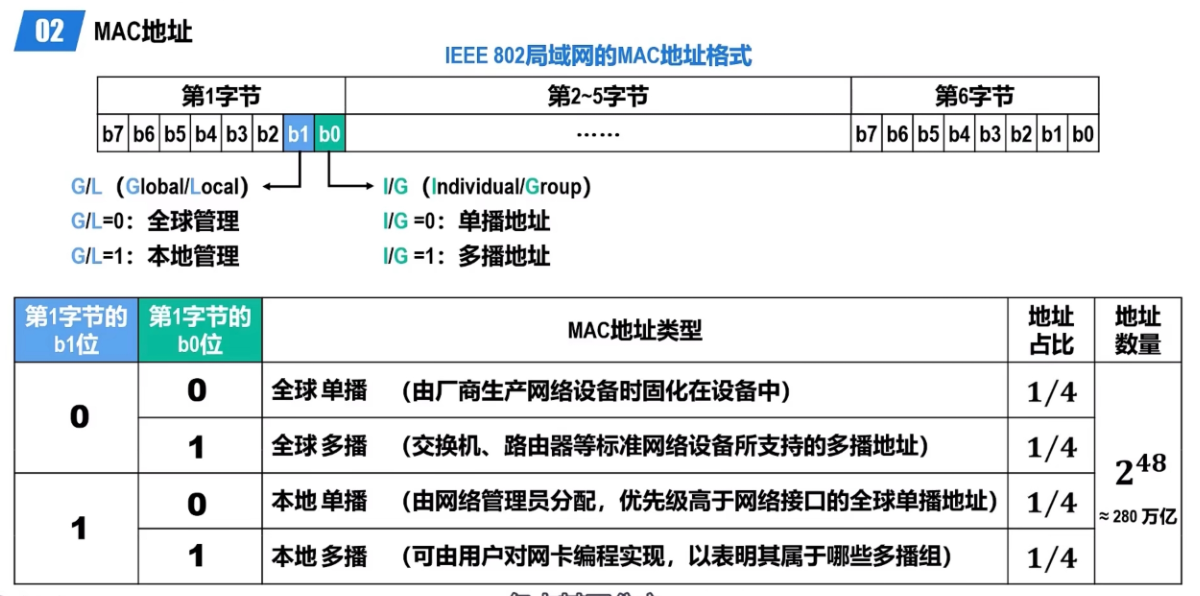 02 MAC地址
IEEE 802局域网的MAC地址格式
第1字节 第2~5字节 第6字节
b7 b6 b5 b4 b3 b2 b1 b0 …… b7 b6 b5 b4 b3 b2 b1 b0
G/L（Global/Local） I/G（Individual/Group）
G/L=0：全球管理 I/G =0：单播地址
G/L=1：本地管理 I/G =1：多播地址
第1字节的 第1字节的 MAC地址类型 地址 地址
b1位 b0位 占比 数量
0 0 全球 单播 （由厂商生产网络设备时固化在设备中） 1/4
1 全球 多播 （交换机、路由器等标准网络设备所支持的多播地址） 1/4
1 0 本地 单播 （由网络管理员分配，优先级高于网络接口的全球单播地址） 1/4
1 本地 多播 （可由用户对网卡编程实现，以表明其属于哪些多播组） 1/4
2^48
≈ 280 万亿